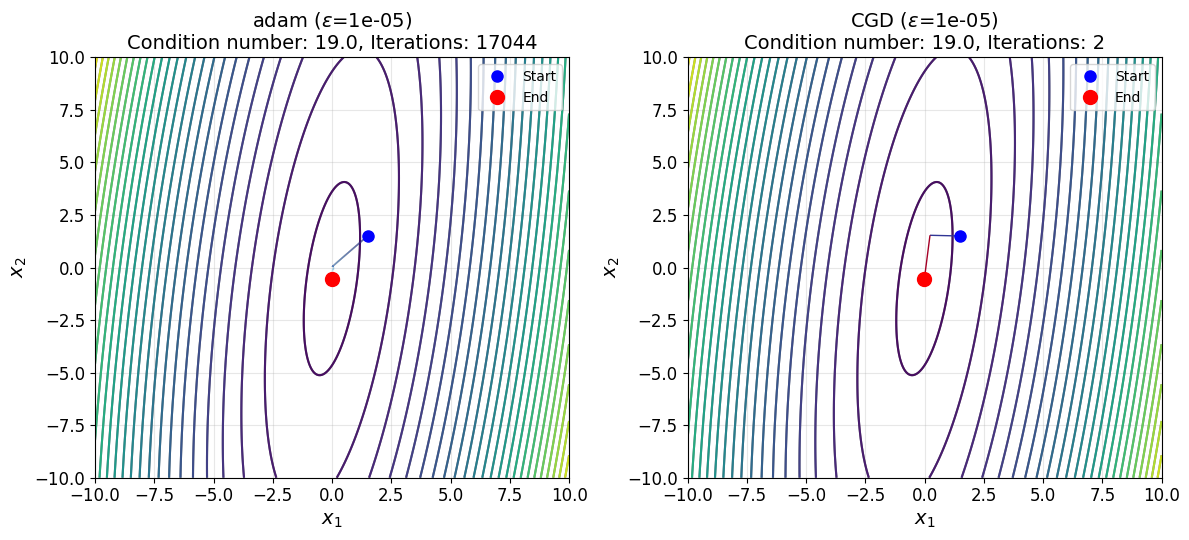 adam (ε=1e-05)
Condition number: 19.0, Iterations: 17044
10.0
7.5
5.0
2.5
0.0
−2.5
−5.0
−7.5
−10.0
x₂
Start
End
−10.0 −7.5 −5.0 −2.5 0.0 2.5 5.0 7.5 10.0
x₁
CGD (ε=1e-05)
Condition number: 19.0, Iterations: 2
10.0
7.5
5.0
2.5
0.0
−2.5
−5.0
−7.5
−10.0
x₂
Start
End
−10.0 −7.5 −5.0 −2.5 0.0 2.5 5.0 7.5 10.0
x₁